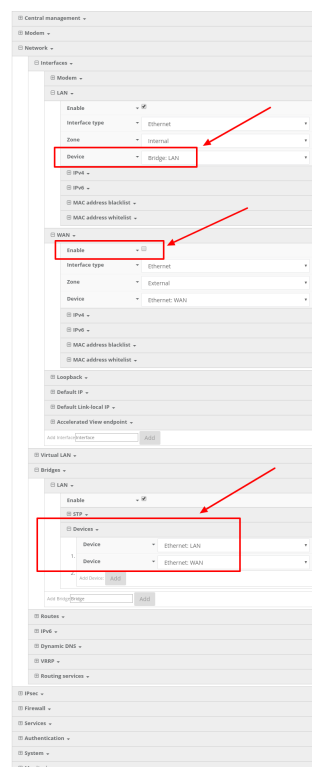 Central management
Modem
Network
Interfaces
Modem
LAN
Enable
Interface type Ethernet
Zone Internal
Device Bridge: LAN
IPv4
IPv6
MAC address blacklist
MAC address whitelist
WAN
Enable
Interface type Ethernet
Zone External
Device Ethernet: WAN
IPv4
IPv6
MAC address blacklist
MAC address whitelist
Loopback
Default IP
Default Link-local IP
Accelerated View endpoint
Add Interface Interface Add
Virtual LAN
Bridges
LAN
Enable
STP
Devices
Device Ethernet: LAN
1.
Device Ethernet: WAN
2.
Add Device Add
Add Bridge Bridge Add
Routes
IPv6
Dynamic DNS
VRRP
Routing services
IPsec
Firewall
Services
Authentication
System